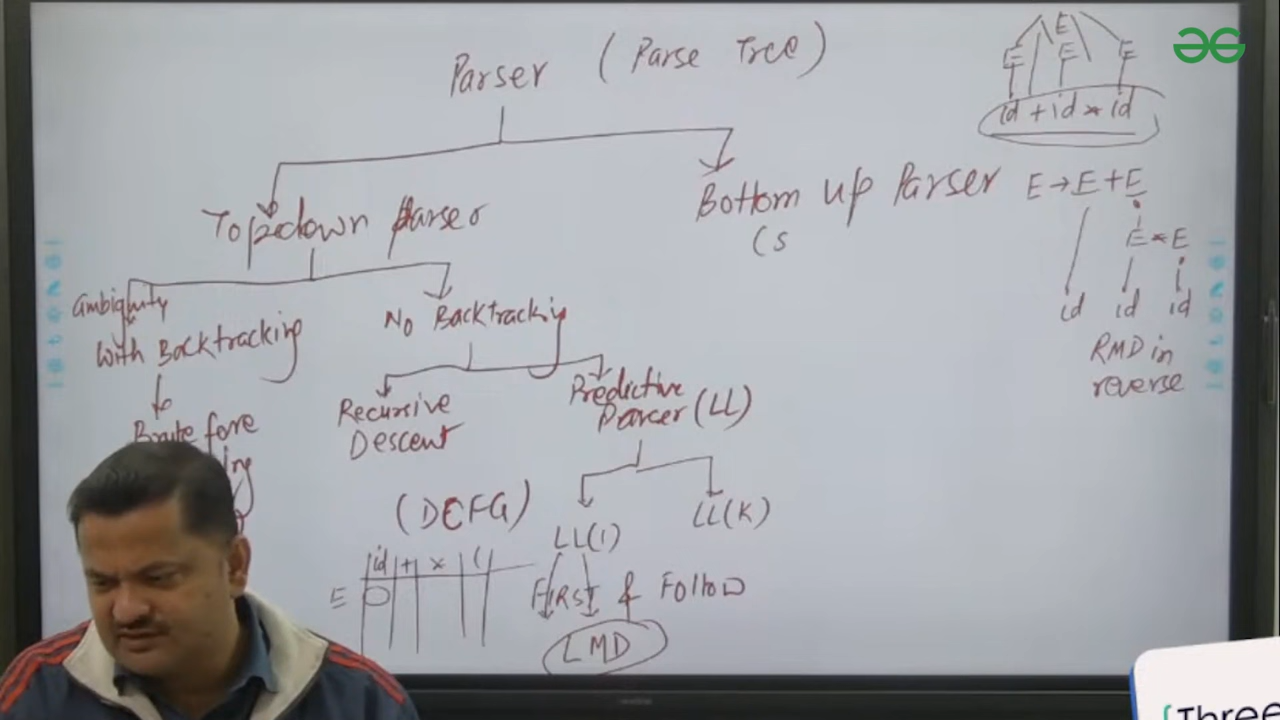 Parser (Parse Tree)
Topdown Parser
Bottom Up Parser
(s
ambiguity
With Backtracking
No Backtracking
Brute fore
Recursive
Descent
Predictive
Parser (LL)
(DCFG)
LL(1)
LL(K)
id + x (
E
FIRST & Follow
LMD
E
E E E
id + id * id
E → E + E
E * E
id id id
RMD in
reverse
{Three